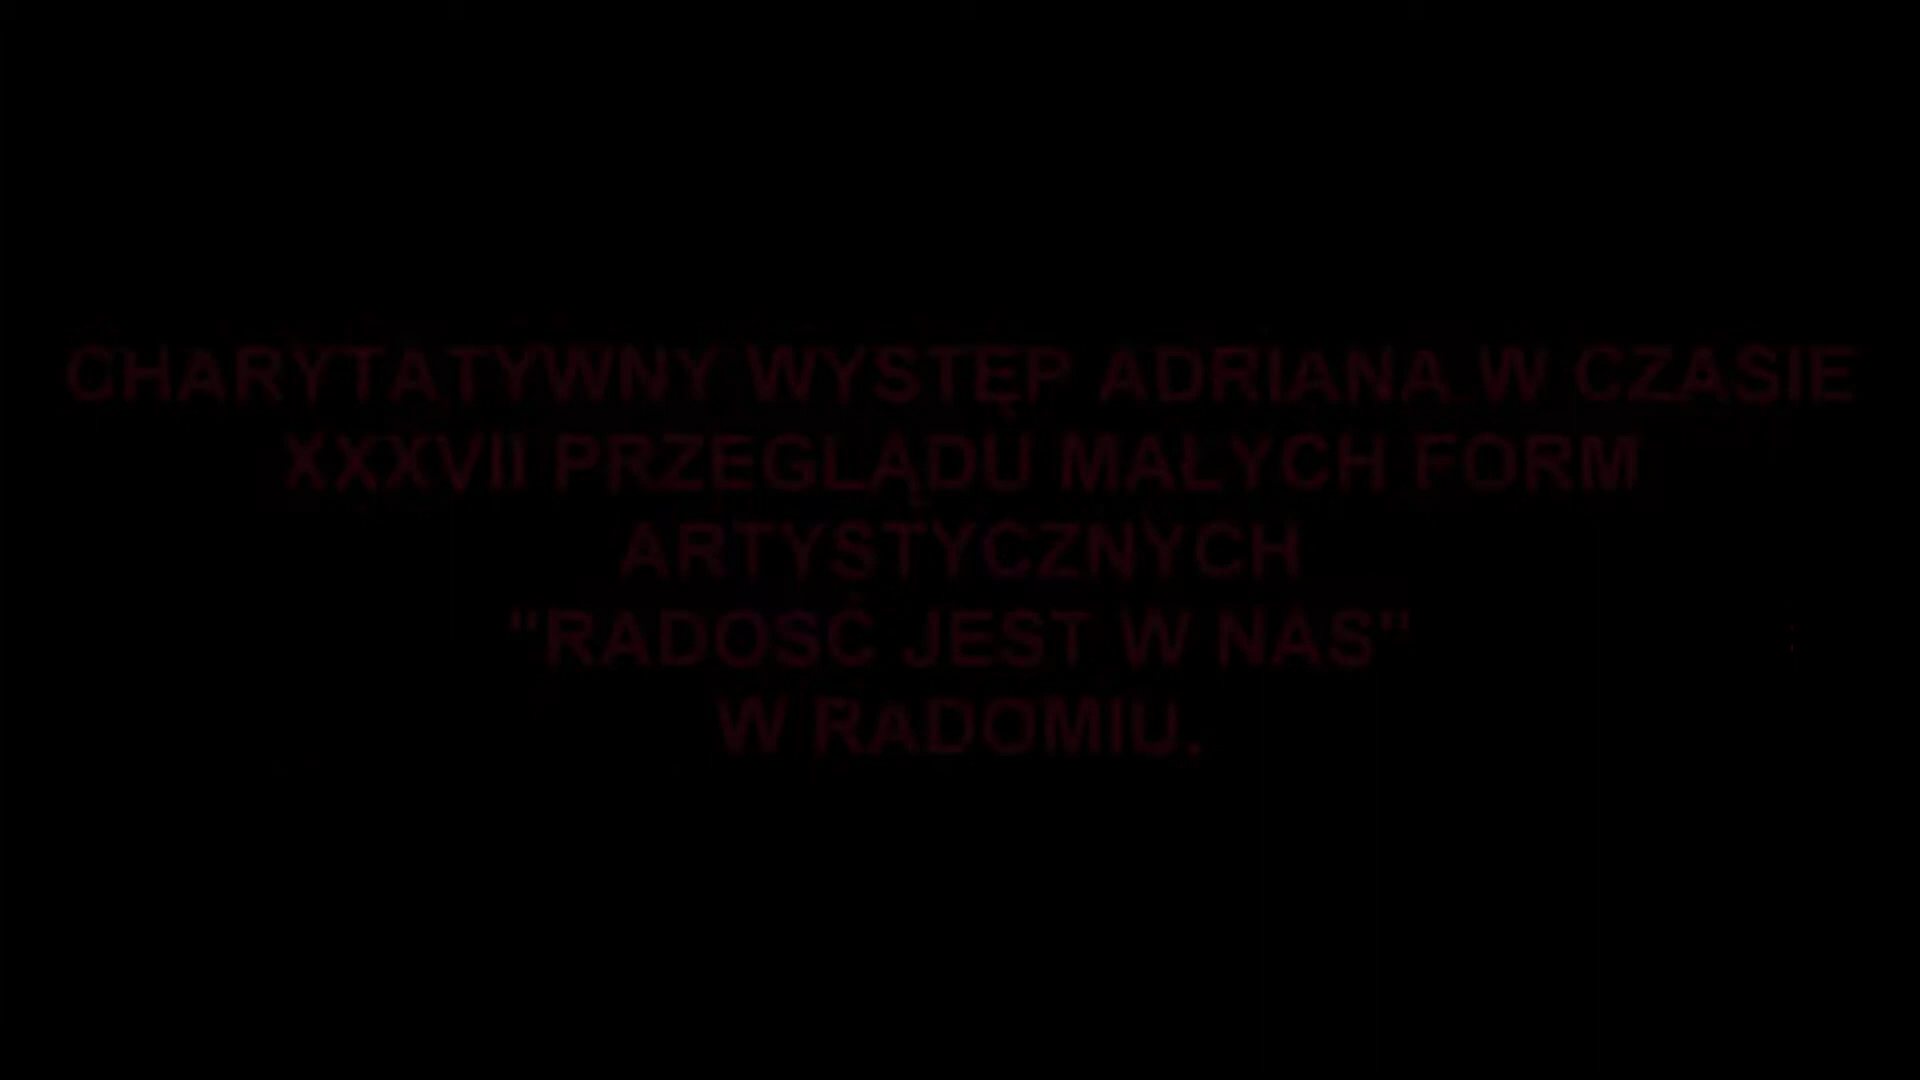 CHARYTATYWNY WYSTĘP ADRIANA W CZASIE
XXXVII PRZEGLĄDU MAŁYCH FORM
ARTYSTYCZNYCH
"RADOŚĆ JEST W NAS"
W RADOMIU.